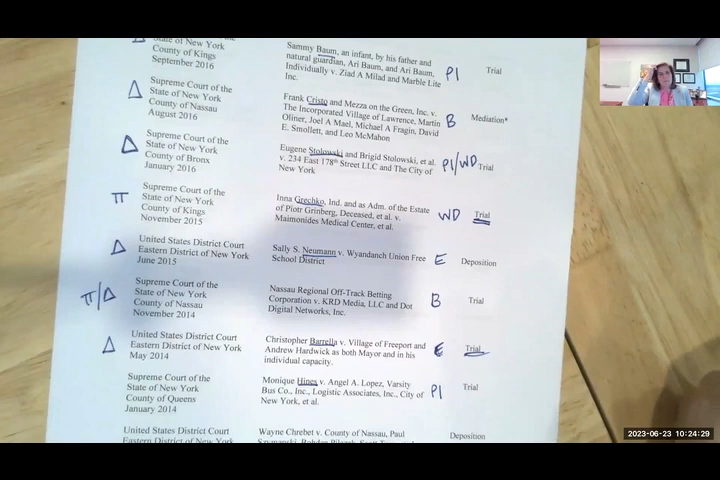 State of New York
County of Kings
September 2016
Sammy Baum, an infant, by his father and
natural guardian, Ari Baum, and Ari Baum,
Individually v. Ziad A Milad and Marble Lite
Inc.
PI
Trial
Δ
Supreme Court of the
State of New York
County of Nassau
August 2016
Frank Cristo and Mezza on the Green, Inc. v.
The Incorporated Village of Lawrence, Martin
Oliner, Joel A Mael, Michael A Fragin, David
E. Smollett, and Leo McMahon
B
Mediation*
Δ
Supreme Court of the
State of New York
County of Bronx
January 2016
Eugene Stolowski and Brigid Stolowski, et al.
v. 234 East 178th Street LLC and The City of
New York
PI/WD
Trial
π
Supreme Court of the
State of New York
County of Kings
November 2015
Inna Grechko, Ind. and as Adm. of the Estate
of Piotr Grinberg, Deceased, et al. v.
Maimonides Medical Center, et al.
WD
Trial
Δ
United States District Court
Eastern District of New York
June 2015
Sally S. Neumann v. Wyandanch Union Free
School District
E
Deposition
π/Δ
Supreme Court of the
State of New York
County of Nassau
November 2014
Nassau Regional Off-Track Betting
Corporation v. KRD Media, LLC and Dot
Digital Networks, Inc.
B
Trial
Δ
United States District Court
Eastern District of New York
May 2014
Christopher Barrella v. Village of Freeport and
Andrew Hardwick as both Mayor and in his
individual capacity.
E
Trial
Supreme Court of the
State of New York
County of Queens
January 2014
Monique Hines v. Angel A. Lopez, Varsity
Bus Co., Inc., Logistic Associates, Inc., City of
New York, et al.
PI
Trial
United States District Court
Eastern District of New York
Wayne Chrebet v. County of Nassau, Paul
Deposition
2023-06-23 10:24:29